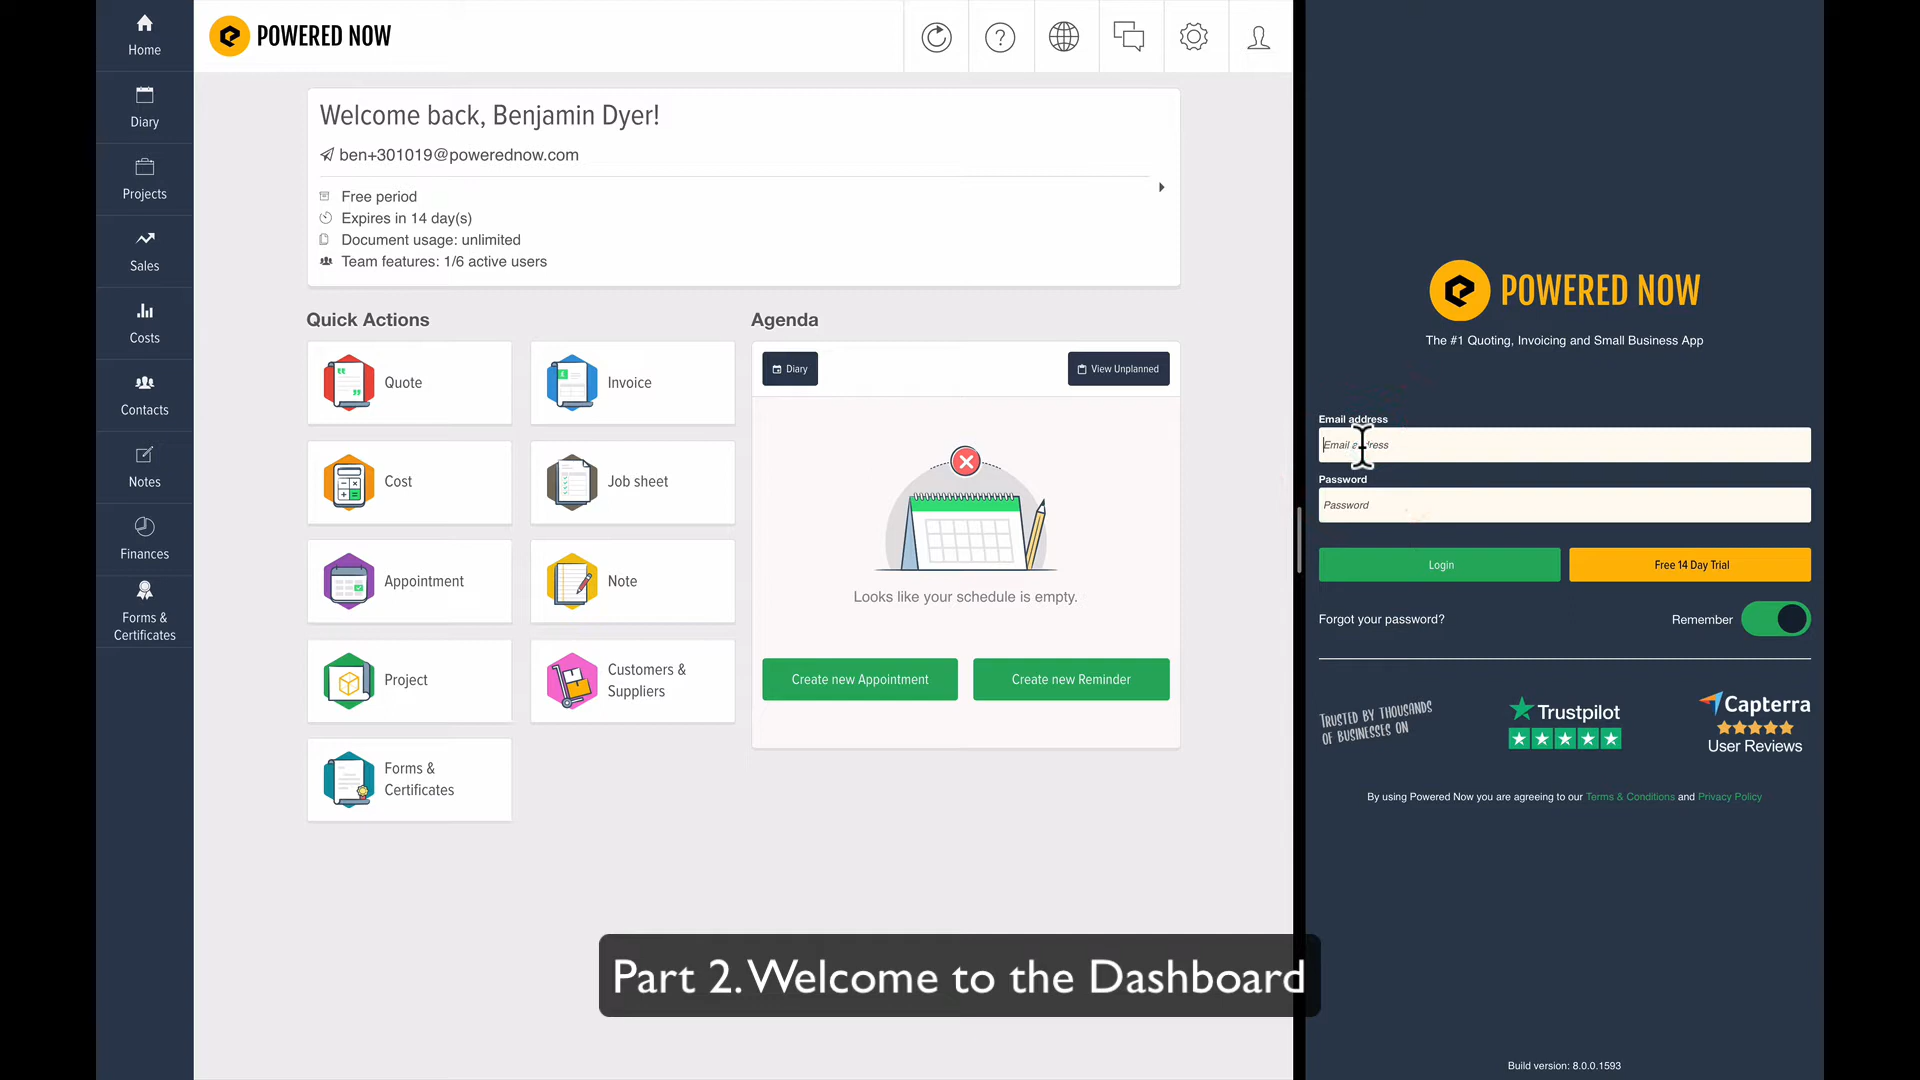 Home
Diary
Projects
Sales
Costs
Contacts
Notes
Finances
Forms &
Certificates
POWERED NOW
Welcome back, Benjamin Dyer!
ben+301019@powerednow.com
Free period
Expires in 14 day(s)
Document usage: unlimited
Team features: 1/6 active users
Quick Actions
Quote
Invoice
Cost
Job sheet
Appointment
Note
Project
Customers &
Suppliers
Forms &
Certificates
Agenda
Diary
View Unplanned
Looks like your schedule is empty.
Create new Appointment
Create new Reminder
POWERED NOW
The #1 Quoting, Invoicing and Small Business App
Email address
Email address
Password
Password
Login
Free 14 Day Trial
Forgot your password?
Remember
TRUSTED BY THOUSANDS
OF BUSINESSES ON
Trustpilot
Capterra
User Reviews
By using Powered Now you are agreeing to our Terms & Conditions and Privacy Policy
Part 2. Welcome to the Dashboard
Build version: 8.0.0.1593